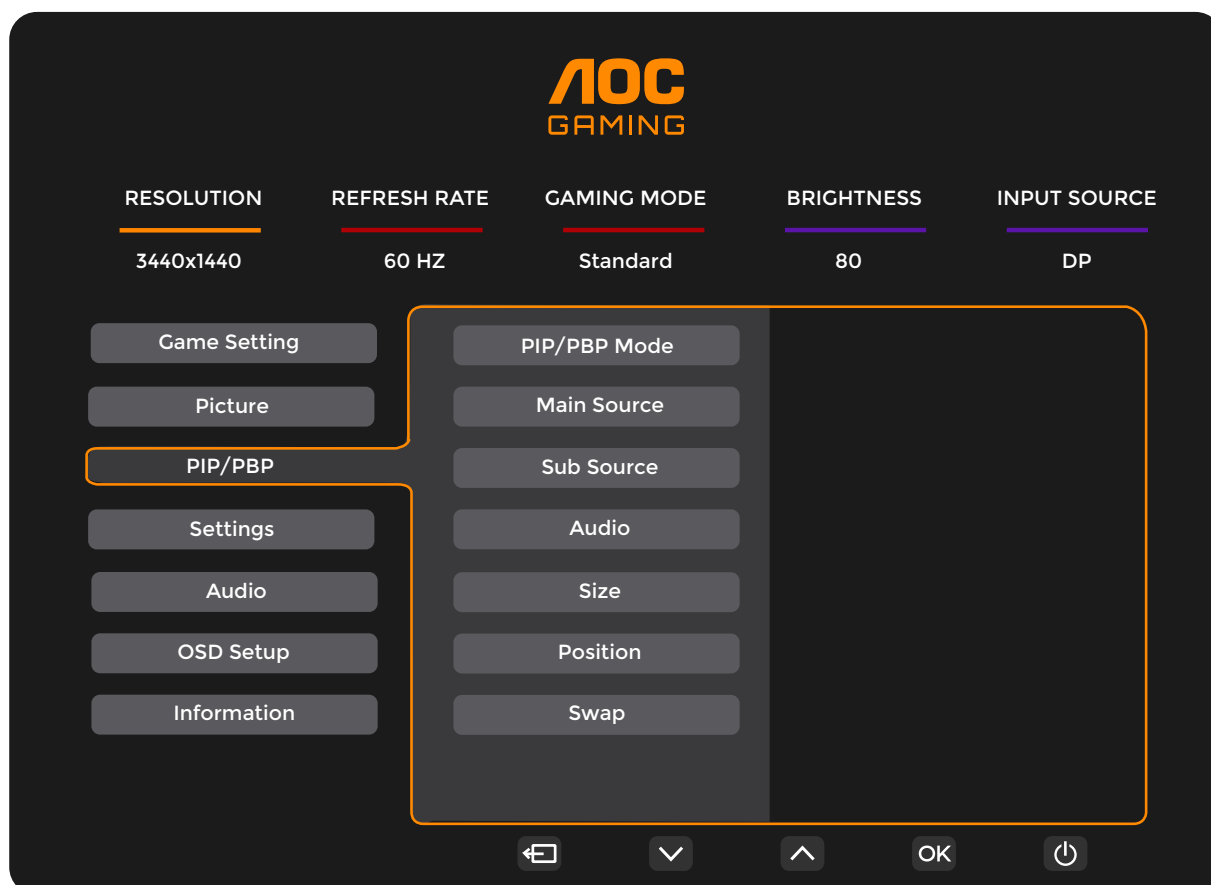 AOC
GAMING
RESOLUTION REFRESH RATE GAMING MODE BRIGHTNESS INPUT SOURCE
3440x1440 60 HZ Standard 80 DP
Game Setting
Picture
PIP/PBP
Settings
Audio
OSD Setup
Information
PIP/PBP Mode
Main Source
Sub Source
Audio
Size
Position
Swap
OK